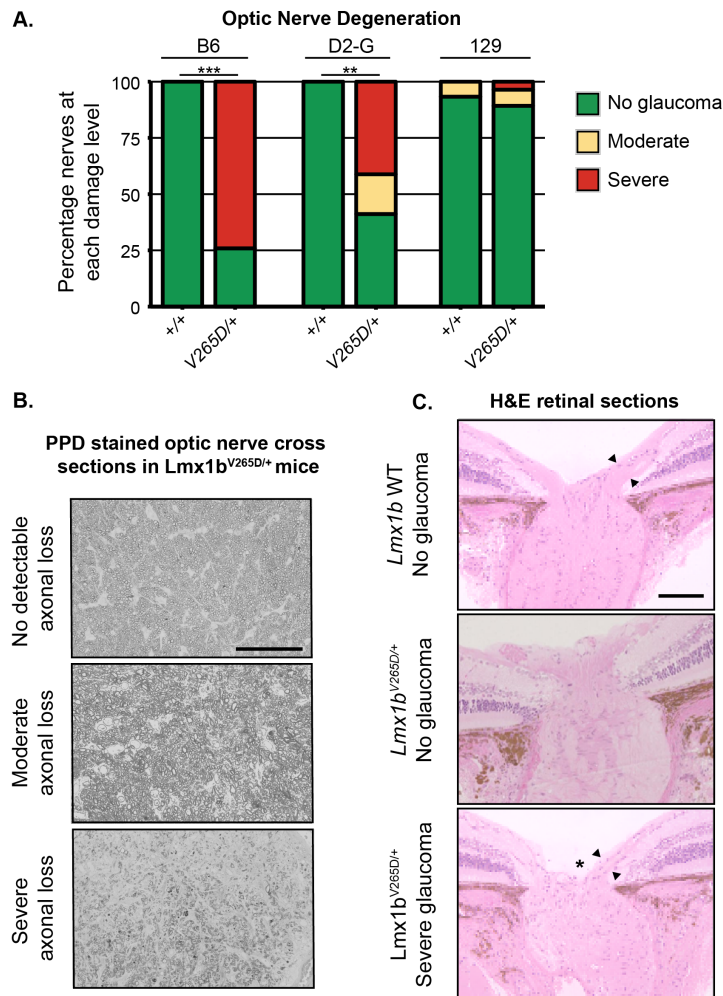 A.
Optic Nerve Degeneration
B6
D2-G
129
***
**
Percentage nerves at
each damage level
100
75
50
25
0
+/+
V265D/+
+/+
V265D/+
+/+
V265D/+
No glaucoma
Moderate
Severe
B.
PPD stained optic nerve cross
sections in Lmx1bV265D/+ mice
No detectable
axonal loss
Moderate
axonal loss
Severe
axonal loss
C.
H&E retinal sections
Lmx1b WT
No glaucoma
Lmx1bV265D/+
No glaucoma
Lmx1bV265D/+
Severe glaucoma
*